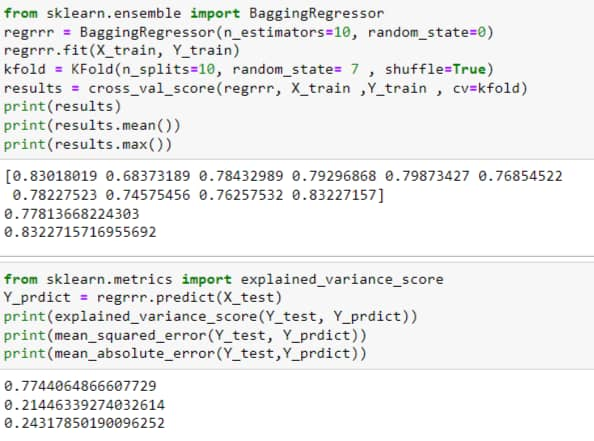 from sklearn.ensemble import BaggingRegressor
regrrr = BaggingRegressor(n_estimators=10, random_state=0)
regrrr.fit(X_train, Y_train)
kfold = KFold(n_splits=10, random_state= 7 , shuffle=True)
results = cross_val_score(regrrr, X_train ,Y_train , cv=kfold)
print(results)
print(results.mean())
print(results.max())
[0.83018019 0.68373189 0.78432989 0.79296868 0.79873427 0.76854522
 0.78227523 0.74575456 0.76257532 0.83227157]
0.77813668224303
0.8322715716955692
from sklearn.metrics import explained_variance_score
Y_prdict = regrrr.predict(X_test)
print(explained_variance_score(Y_test, Y_prdict))
print(mean_squared_error(Y_test, Y_prdict))
print(mean_absolute_error(Y_test,Y_prdict))
0.7744064866607729
0.21446339274032614
0.24317850190096252